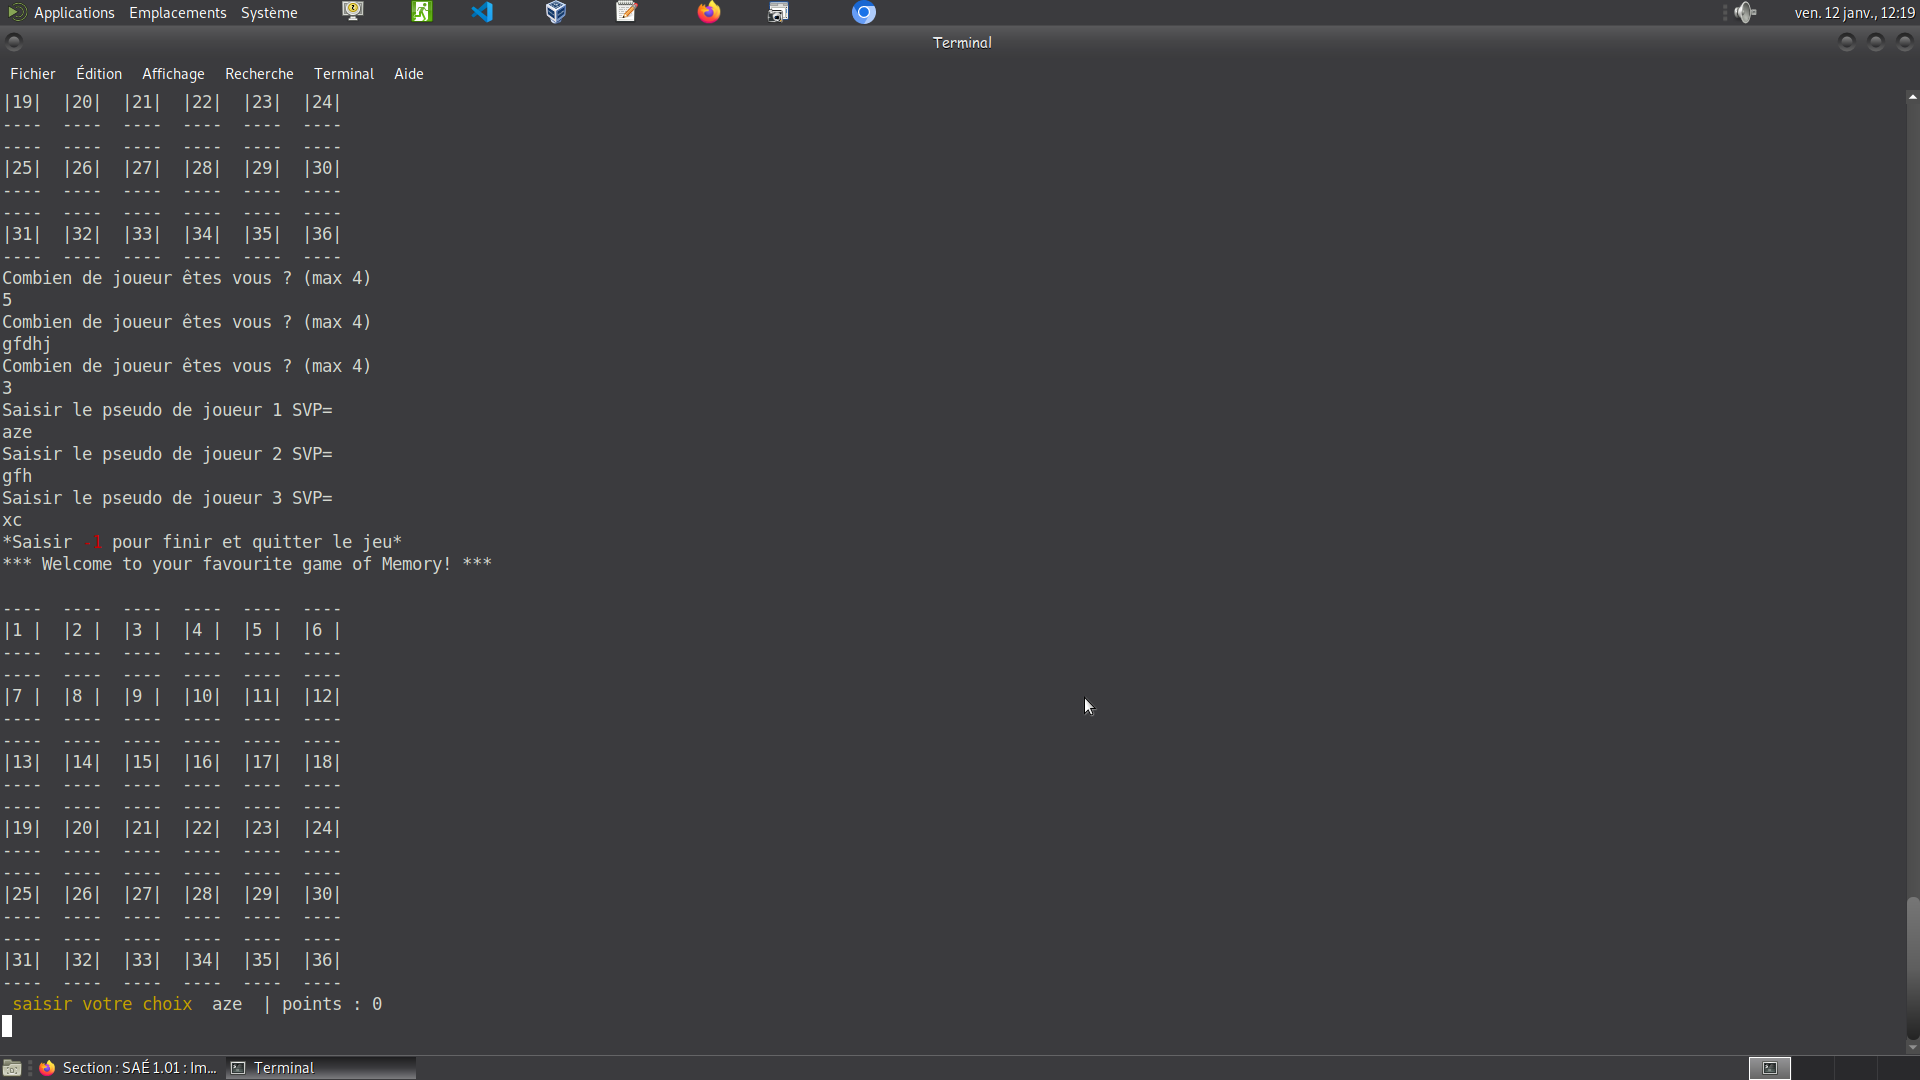 Applications Emplacements Système ven. 12 janv., 12:19
Terminal
Fichier Édition Affichage Recherche Terminal Aide
|19|  |20|  |21|  |22|  |23|  |24|
----  ----  ----  ----  ----  ----
----  ----  ----  ----  ----  ----
|25|  |26|  |27|  |28|  |29|  |30|
----  ----  ----  ----  ----  ----
----  ----  ----  ----  ----  ----
|31|  |32|  |33|  |34|  |35|  |36|
----  ----  ----  ----  ----  ----
Combien de joueur êtes vous ? (max 4)
5
Combien de joueur êtes vous ? (max 4)
gfdhj
Combien de joueur êtes vous ? (max 4)
3
Saisir le pseudo de joueur 1 SVP=
aze
Saisir le pseudo de joueur 2 SVP=
gfh
Saisir le pseudo de joueur 3 SVP=
xc
*Saisir -1 pour finir et quitter le jeu*
*** Welcome to your favourite game of Memory! ***
----  ----  ----  ----  ----  ----
|1 |  |2 |  |3 |  |4 |  |5 |  |6 |
----  ----  ----  ----  ----  ----
----  ----  ----  ----  ----  ----
|7 |  |8 |  |9 |  |10|  |11|  |12|
----  ----  ----  ----  ----  ----
----  ----  ----  ----  ----  ----
|13|  |14|  |15|  |16|  |17|  |18|
----  ----  ----  ----  ----  ----
----  ----  ----  ----  ----  ----
|19|  |20|  |21|  |22|  |23|  |24|
----  ----  ----  ----  ----  ----
----  ----  ----  ----  ----  ----
|25|  |26|  |27|  |28|  |29|  |30|
----  ----  ----  ----  ----  ----
----  ----  ----  ----  ----  ----
|31|  |32|  |33|  |34|  |35|  |36|
----  ----  ----  ----  ----  ----
saisir votre choix  aze  | points : 0
Section : SAÉ 1.01 : Im... Terminal